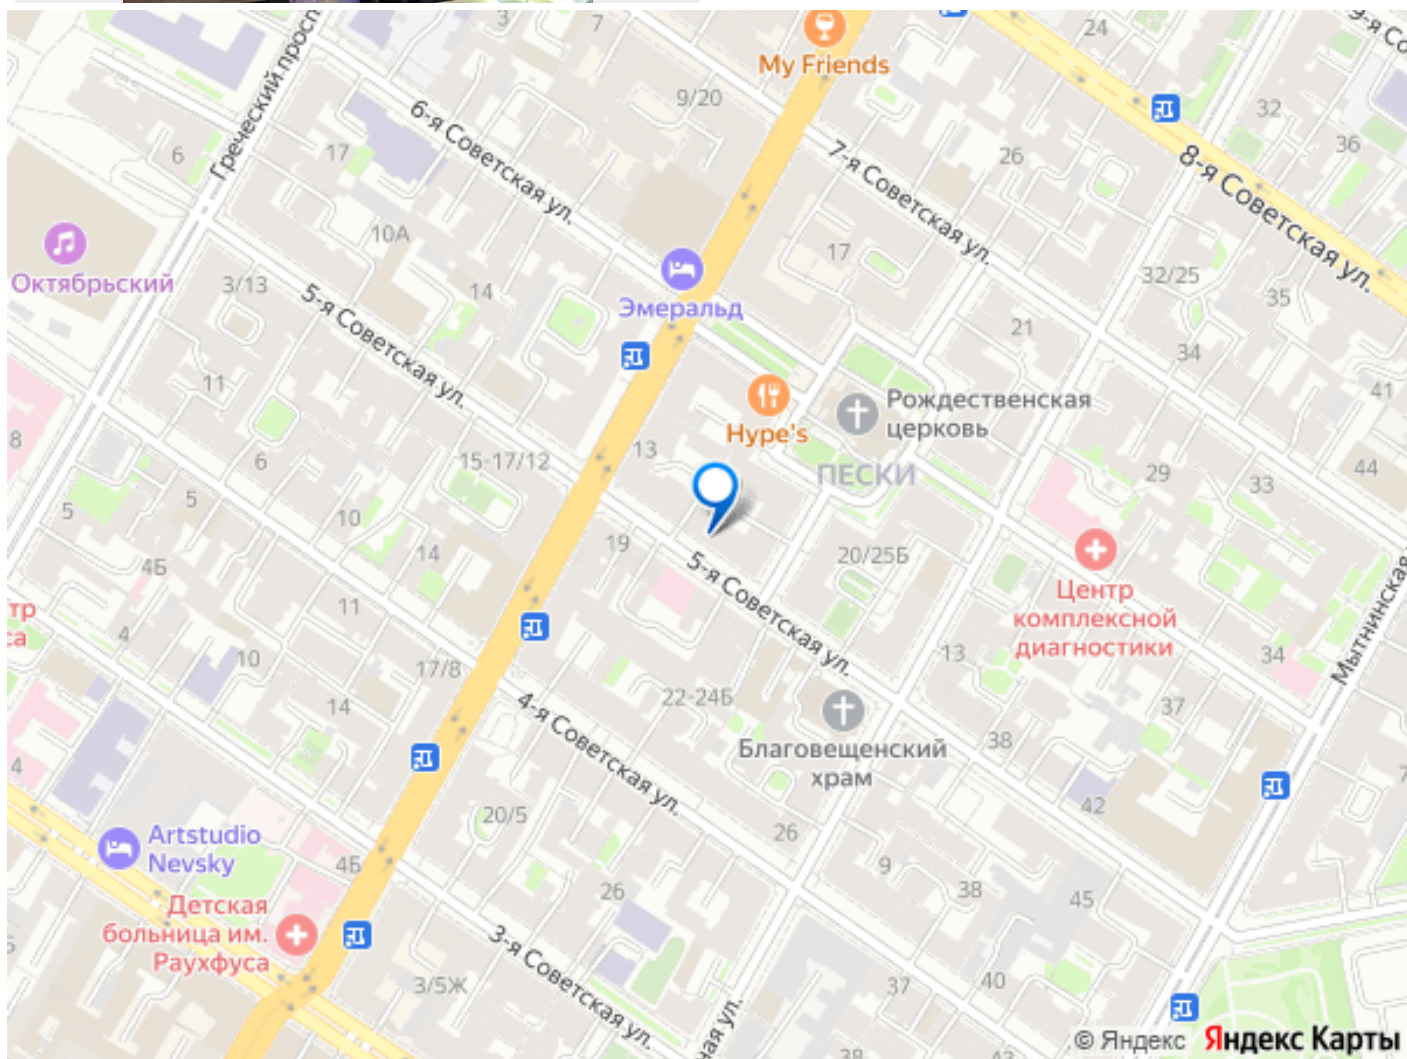 3
7
24
My Friends
9/20
32
36
Греческий просп
6-я Советская ул.
7-я Советская ул.
8-я Советская ул.
6
17
26
10А
17
Октябрьский
3/13
14
Эмеральд
32/25
35
5-я Советская ул.
21
34
11
41
Hype's
Рождественская
церковь
8
13
6
15-17/12
ПЕСКИ
29
44
5
5
10
33
14
19
20/25Б
Центр
комплексной
диагностики
4Б
тр
са
11
4
5-я Советская ул.
Мытнинская
10
17/8
13
34
22-24Б
14
4-я Советская ул.
37
Благовещенский
храм
38
4
42
20/5
26
Artstudio
Nevsky
4Б
9
26
38
45
Детская
больница им.
Раухфуса
3-я Советская ул.
3/5Ж
37
40
ная ул.
38
© Яндекс Яндекс Карты